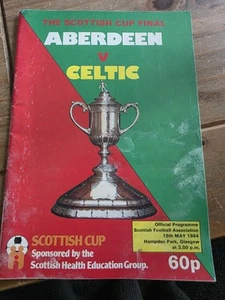 THE SCOTTISH CUP FINAL
ABERDEEN
V
CELTIC
Official Programme
Scottish Football Association
19th MAY 1984
Hampden Park, Glasgow
at 3.00 p.m.
SCOTTISH CUP
Sponsored by the
Scottish Health Education Group.
60p